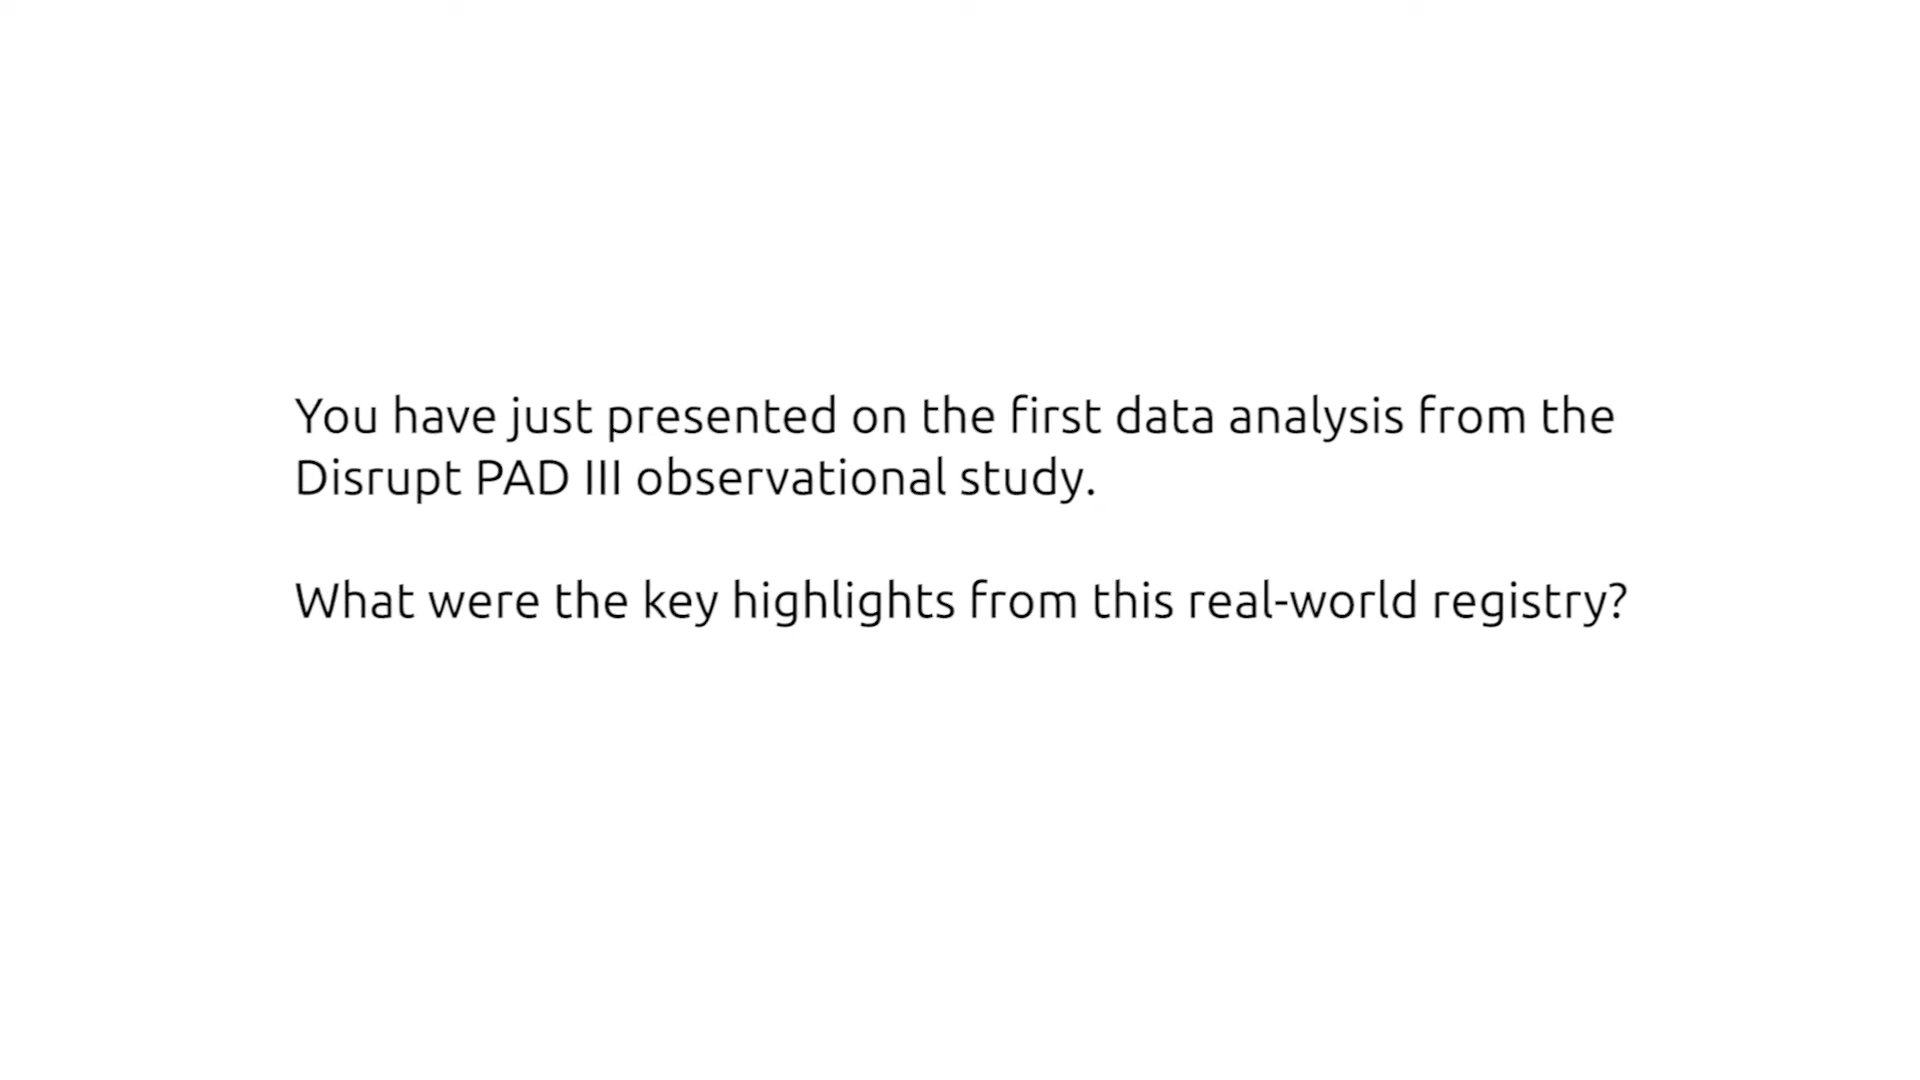 You have just presented on the first data analysis from the
Disrupt PAD III observational study.
What were the key highlights from this real-world registry?